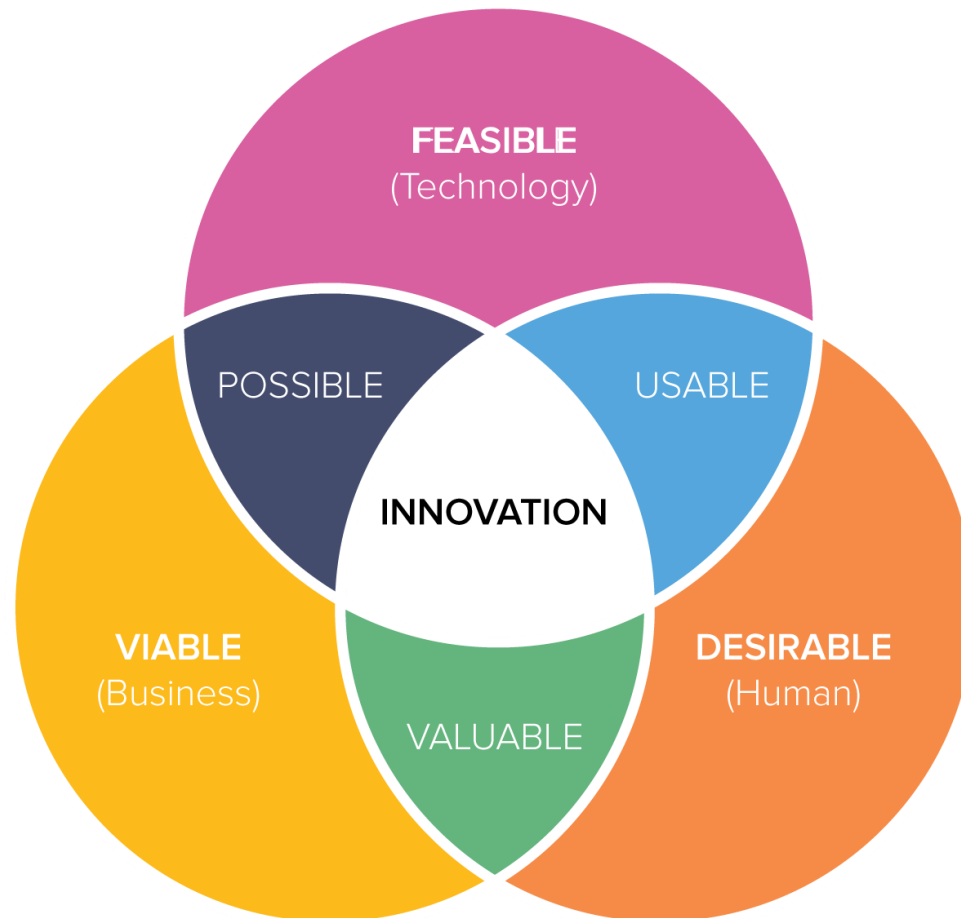 FEASIBLE
(Technology)
POSSIBLE
USABLE
INNOVATION
VIABLE
(Business)
DESIRABLE
(Human)
VALUABLE